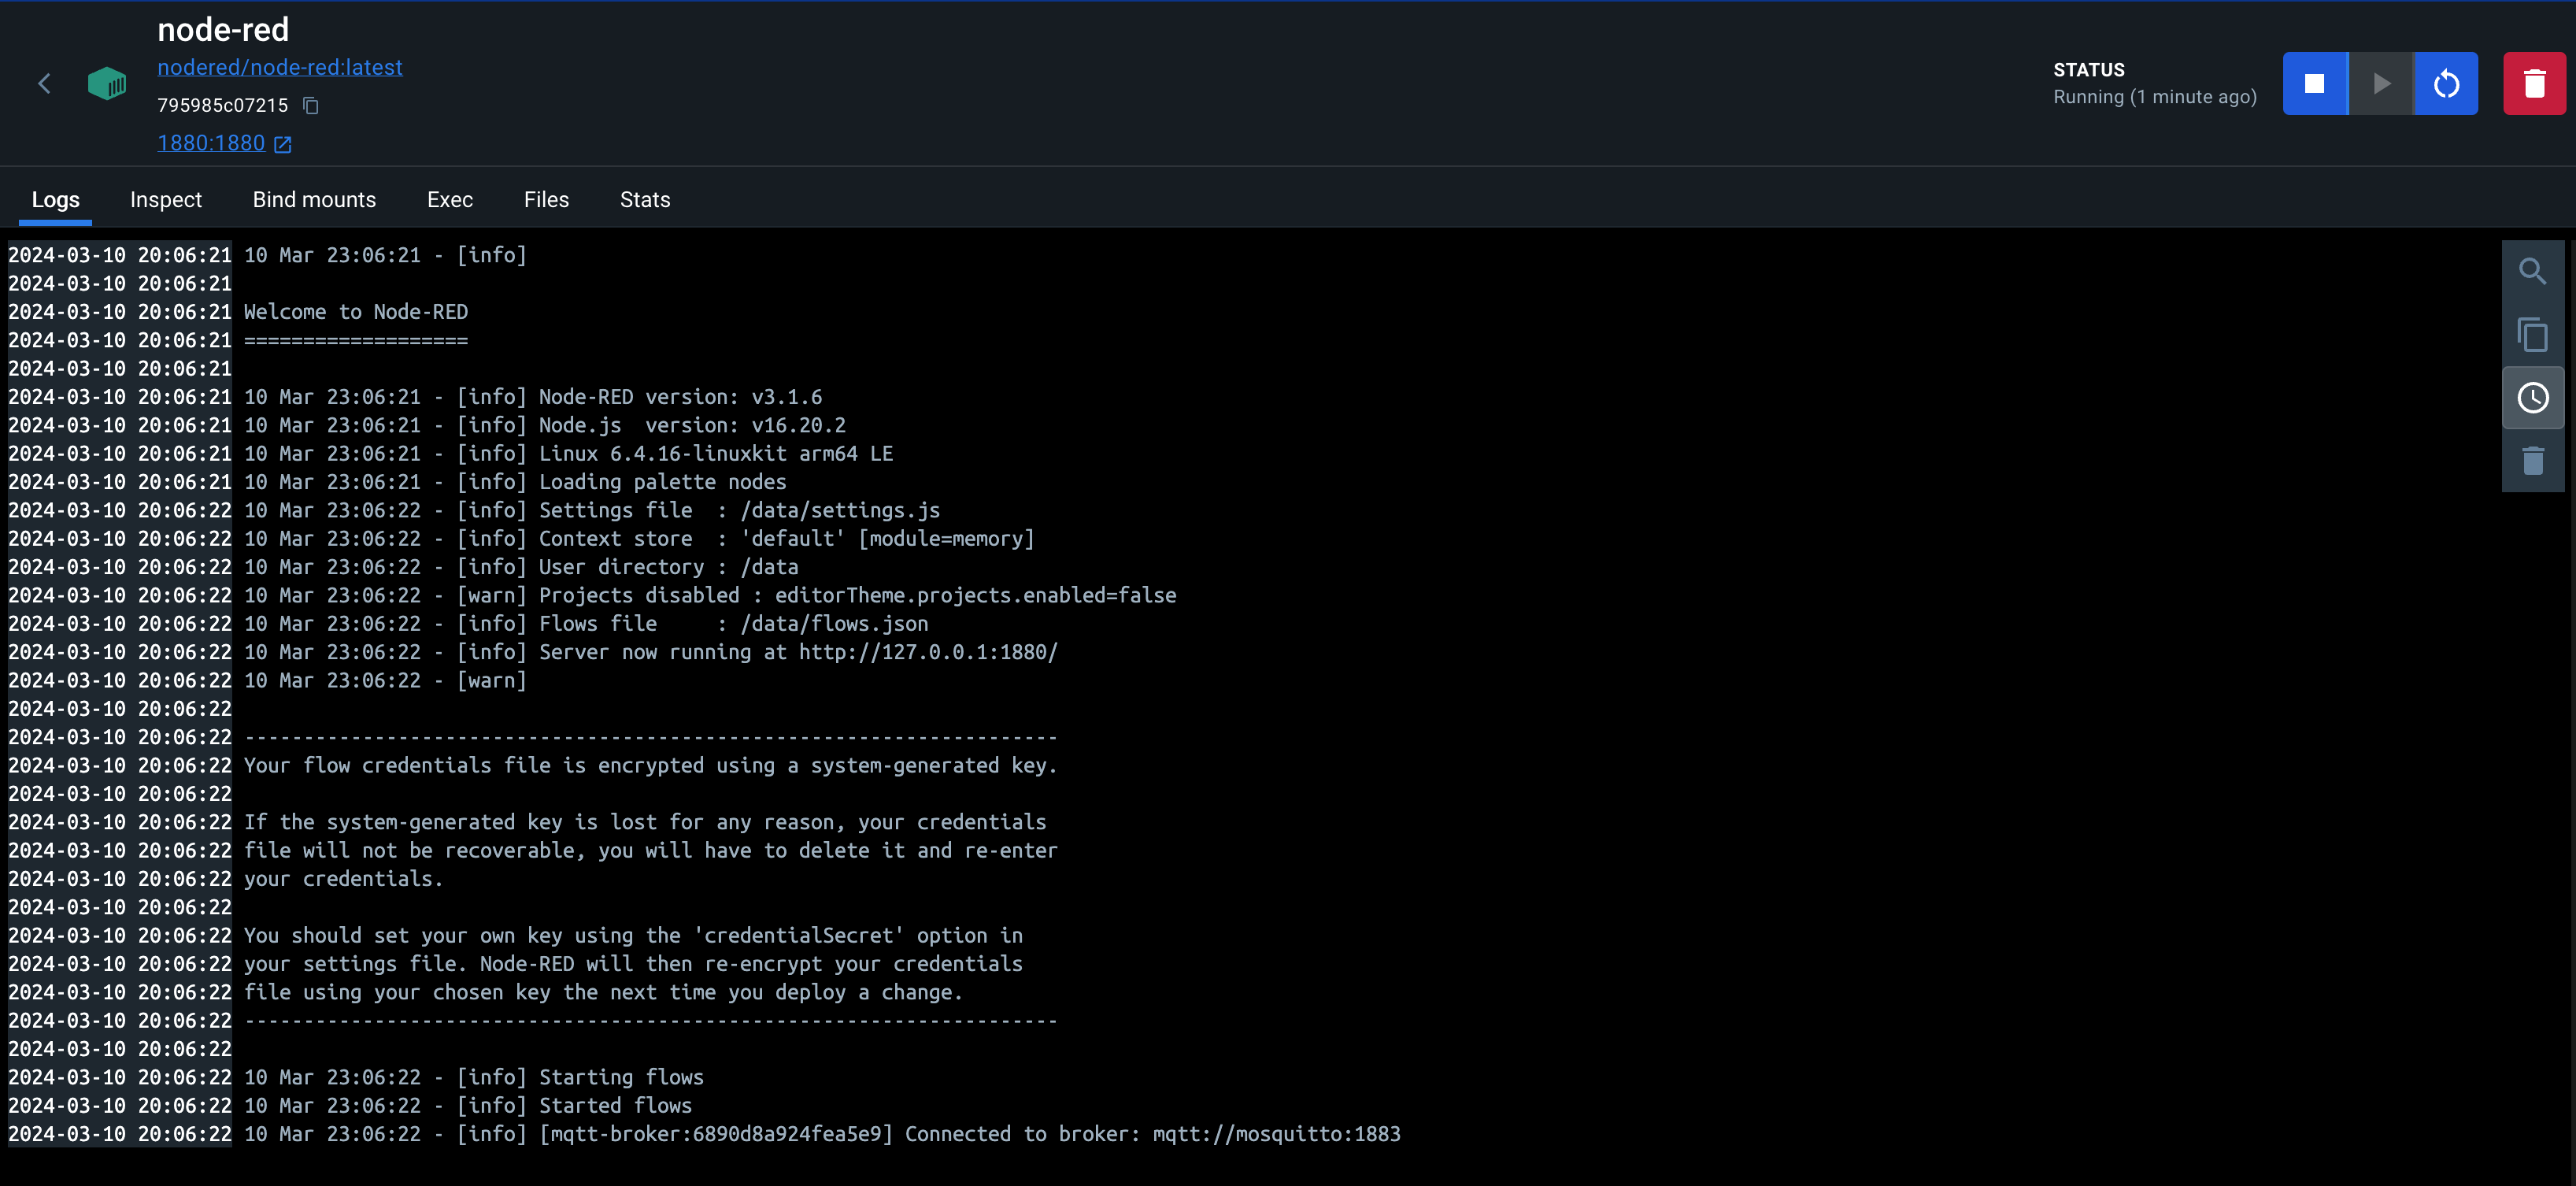 node-red
nodered/node-red:latest
795985c07215
1880:1880
STATUS
Running (1 minute ago)
Logs Inspect Bind mounts Exec Files Stats
2024-03-10 20:06:21 10 Mar 23:06:21 - [info]
2024-03-10 20:06:21
2024-03-10 20:06:21 Welcome to Node-RED
2024-03-10 20:06:21 ===================
2024-03-10 20:06:21
2024-03-10 20:06:21 10 Mar 23:06:21 - [info] Node-RED version: v3.1.6
2024-03-10 20:06:21 10 Mar 23:06:21 - [info] Node.js  version: v16.20.2
2024-03-10 20:06:21 10 Mar 23:06:21 - [info] Linux 6.4.16-linuxkit arm64 LE
2024-03-10 20:06:21 10 Mar 23:06:21 - [info] Loading palette nodes
2024-03-10 20:06:22 10 Mar 23:06:22 - [info] Settings file  : /data/settings.js
2024-03-10 20:06:22 10 Mar 23:06:22 - [info] Context store  : 'default' [module=memory]
2024-03-10 20:06:22 10 Mar 23:06:22 - [info] User directory : /data
2024-03-10 20:06:22 10 Mar 23:06:22 - [warn] Projects disabled : editorTheme.projects.enabled=false
2024-03-10 20:06:22 10 Mar 23:06:22 - [info] Flows file     : /data/flows.json
2024-03-10 20:06:22 10 Mar 23:06:22 - [info] Server now running at http://127.0.0.1:1880/
2024-03-10 20:06:22 10 Mar 23:06:22 - [warn]
2024-03-10 20:06:22
2024-03-10 20:06:22 ---------------------------------------------------------------------
2024-03-10 20:06:22 Your flow credentials file is encrypted using a system-generated key.
2024-03-10 20:06:22
2024-03-10 20:06:22 If the system-generated key is lost for any reason, your credentials
2024-03-10 20:06:22 file will not be recoverable, you will have to delete it and re-enter
2024-03-10 20:06:22 your credentials.
2024-03-10 20:06:22
2024-03-10 20:06:22 You should set your own key using the 'credentialSecret' option in
2024-03-10 20:06:22 your settings file. Node-RED will then re-encrypt your credentials
2024-03-10 20:06:22 file using your chosen key the next time you deploy a change.
2024-03-10 20:06:22 ---------------------------------------------------------------------
2024-03-10 20:06:22
2024-03-10 20:06:22 10 Mar 23:06:22 - [info] Starting flows
2024-03-10 20:06:22 10 Mar 23:06:22 - [info] Started flows
2024-03-10 20:06:22 10 Mar 23:06:22 - [info] [mqtt-broker:6890d8a924fea5e9] Connected to broker: mqtt://mosquitto:1883